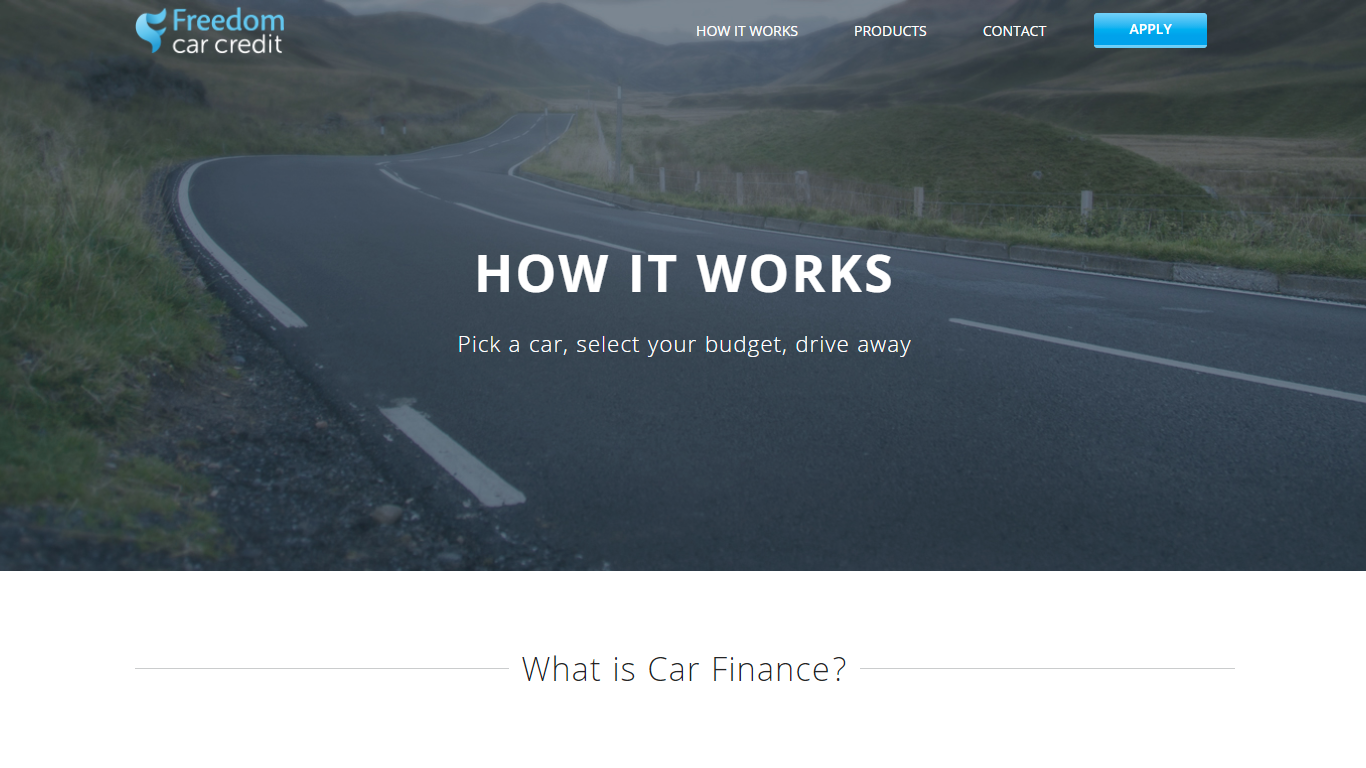 Freedom
car credit
HOW IT WORKS
PRODUCTS
CONTACT
APPLY
HOW IT WORKS
Pick a car, select your budget, drive away
What is Car Finance?